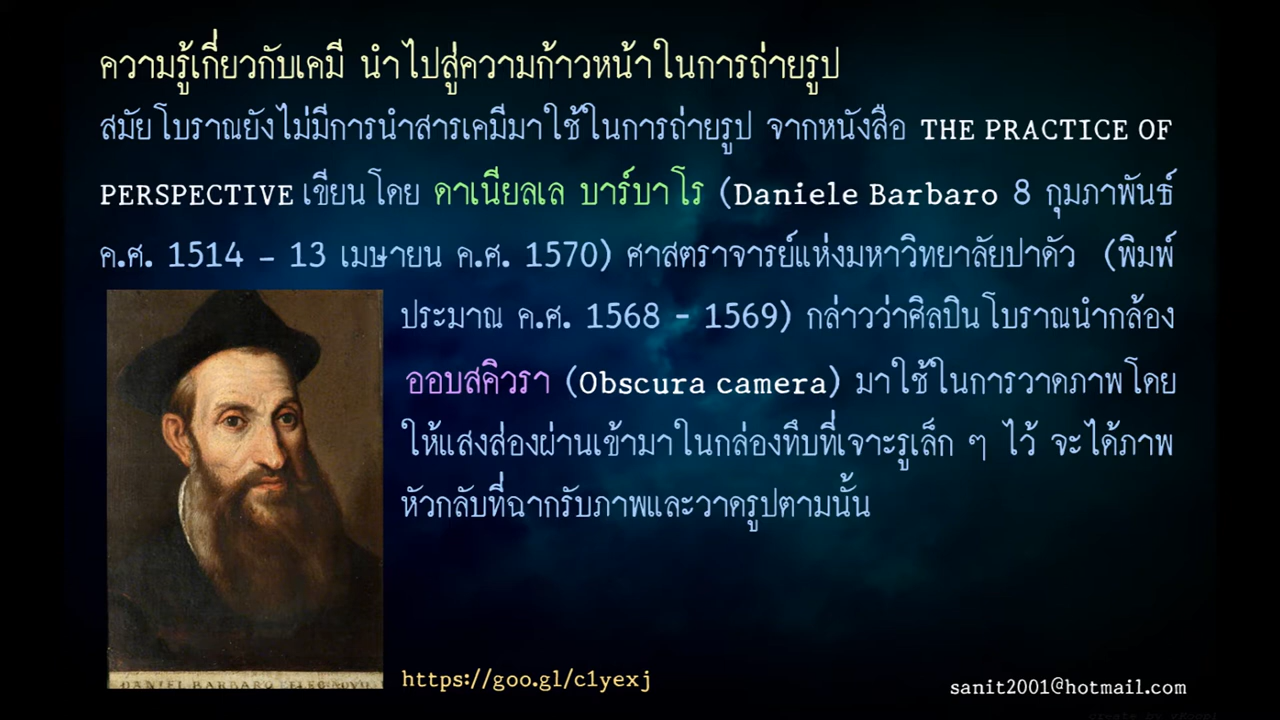 ความรู้เกี่ยวกับเคมี นำไปสู่ความก้าวหน้าในการถ่ายรูป
สมัยโบราณยังไม่มีการนำสารเคมีมาใช้ในการถ่ายรูป จากหนังสือ THE PRACTICE OF
PERSPECTIVE เขียนโดย ดาเนียลเล บาร์บาโร (Daniele Barbaro 8 กุมภาพันธ์
ค.ศ. 1514 – 13 เมษายน ค.ศ. 1570) ศาสตราจารย์แห่งมหาวิทยาลัยปาดัว (พิมพ์
ประมาณ ค.ศ. 1568 - 1569) กล่าวว่าศิลปินโบราณนำกล้อง
ออบสคิวรา (Obscura camera) มาใช้ในการวาดภาพโดย
ให้แสงส่องผ่านเข้ามาในกล่องทึบที่เจาะรูเล็ก ๆ ไว้ จะได้ภาพ
หัวกลับที่ฉากรับภาพและวาดรูปตามนั้น
DANIEL BARBARO
https://goo.gl/c1yexj
sanit2001@hotmail.com